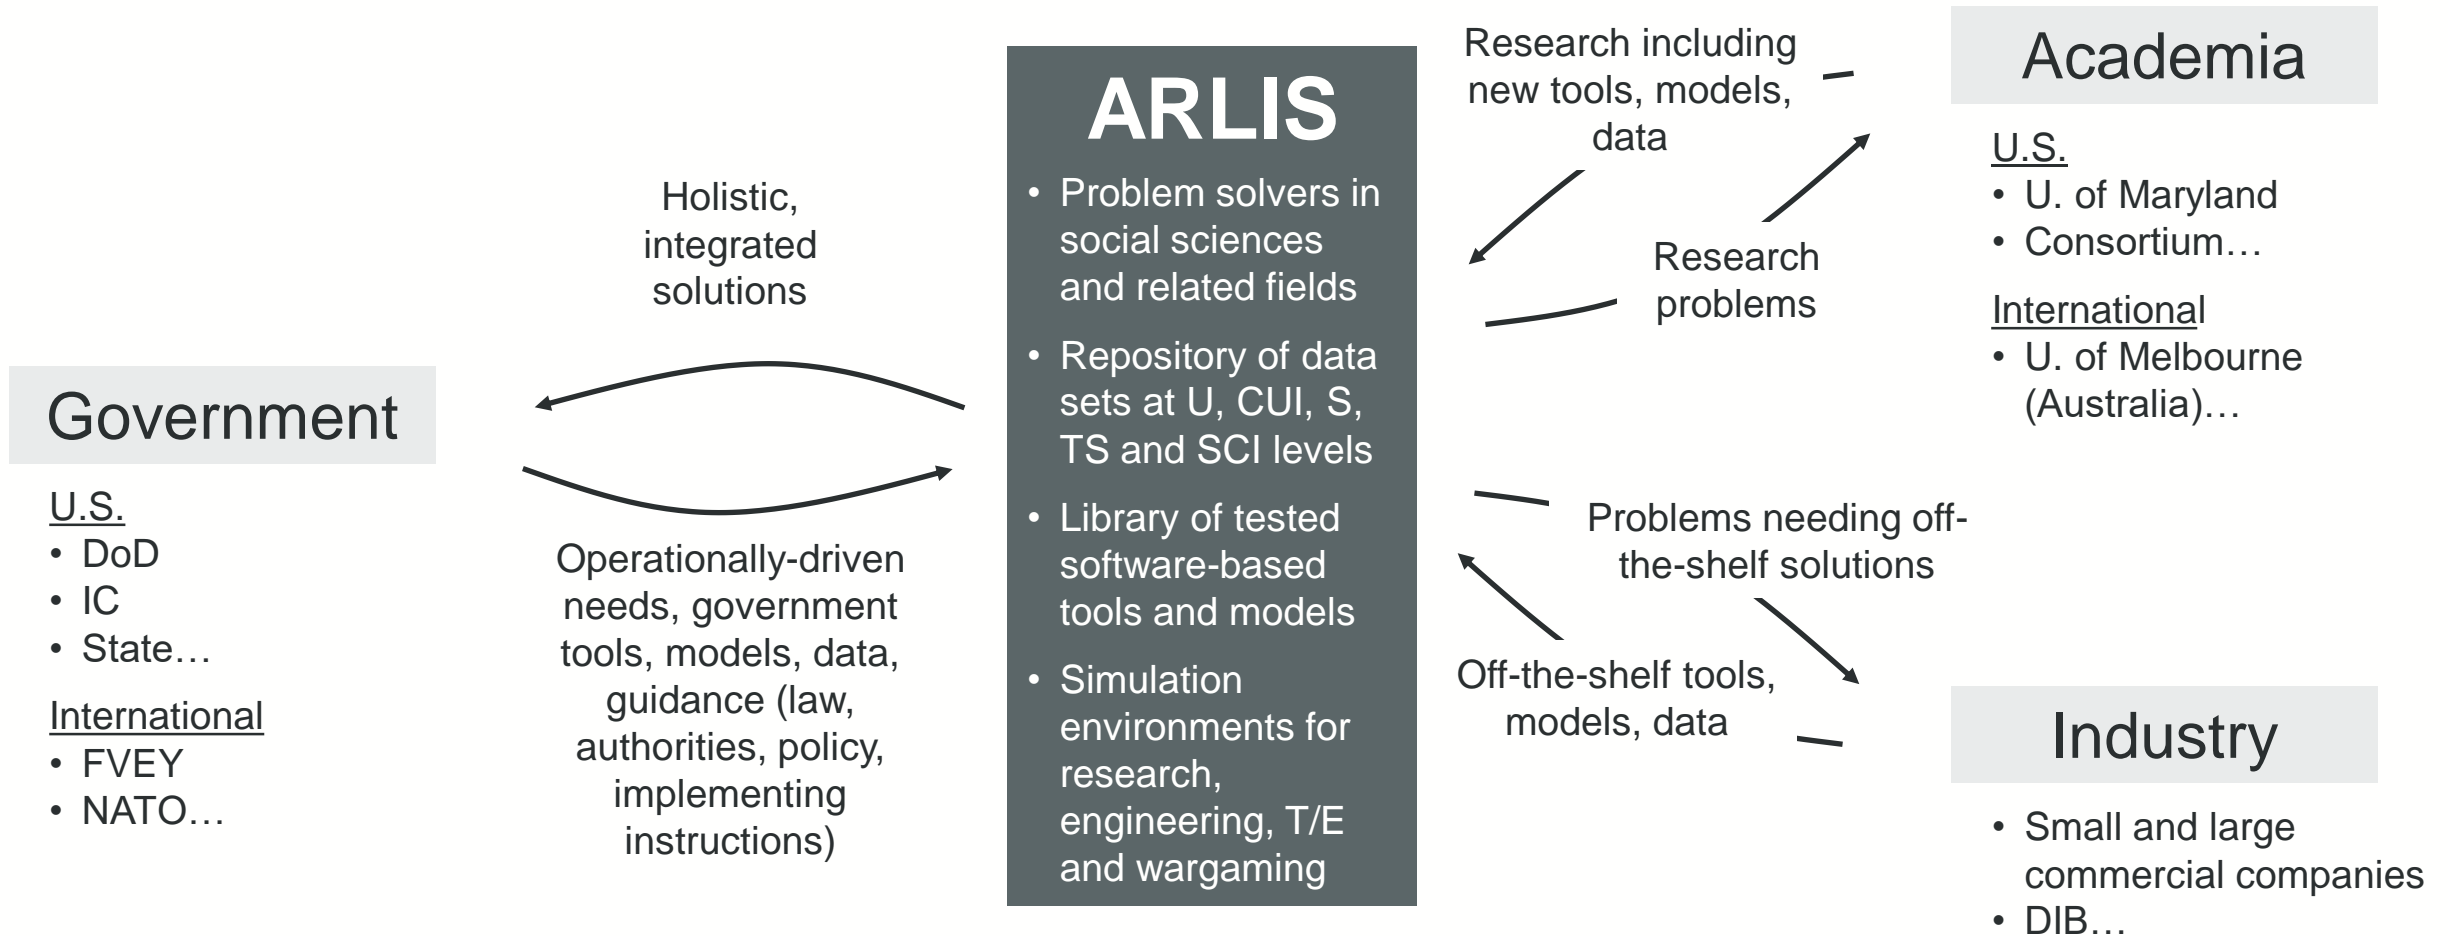 Government
U.S.
• DoD
• IC
• State…
International
• FVEY
• NATO…
Holistic,
integrated
solutions
Operationally-driven
needs, government
tools, models, data,
guidance (law,
authorities, policy,
implementing
instructions)
ARLIS
• Problem solvers in
social sciences
and related fields
• Repository of data
sets at U, CUI, S,
TS and SCI levels
• Library of tested
software-based
tools and models
• Simulation
environments for
research,
engineering, T/E
and wargaming
Research including
new tools, models,
data
Research
problems
Problems needing off-
the-shelf solutions
Off-the-shelf tools,
models, data
Academia
U.S.
• U. of Maryland
• Consortium…
International
• U. of Melbourne
(Australia)…
Industry
• Small and large
commercial companies
• DIB…